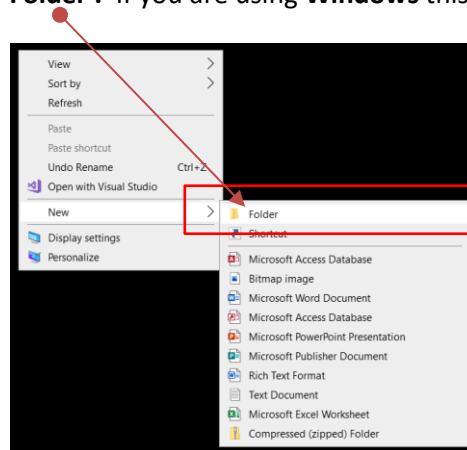 Folder". If you are using Windows this
View
Sort by
Refresh
Paste
Paste shortcut
Undo Rename Ctrl+Z
Open with Visual Studio
New
Display settings
Personalize
Folder
Shortcut
Microsoft Access Database
Bitmap image
Microsoft Word Document
Microsoft Access Database
Microsoft PowerPoint Presentation
Microsoft Publisher Document
Rich Text Format
Text Document
Microsoft Excel Worksheet
Compressed (zipped) Folder